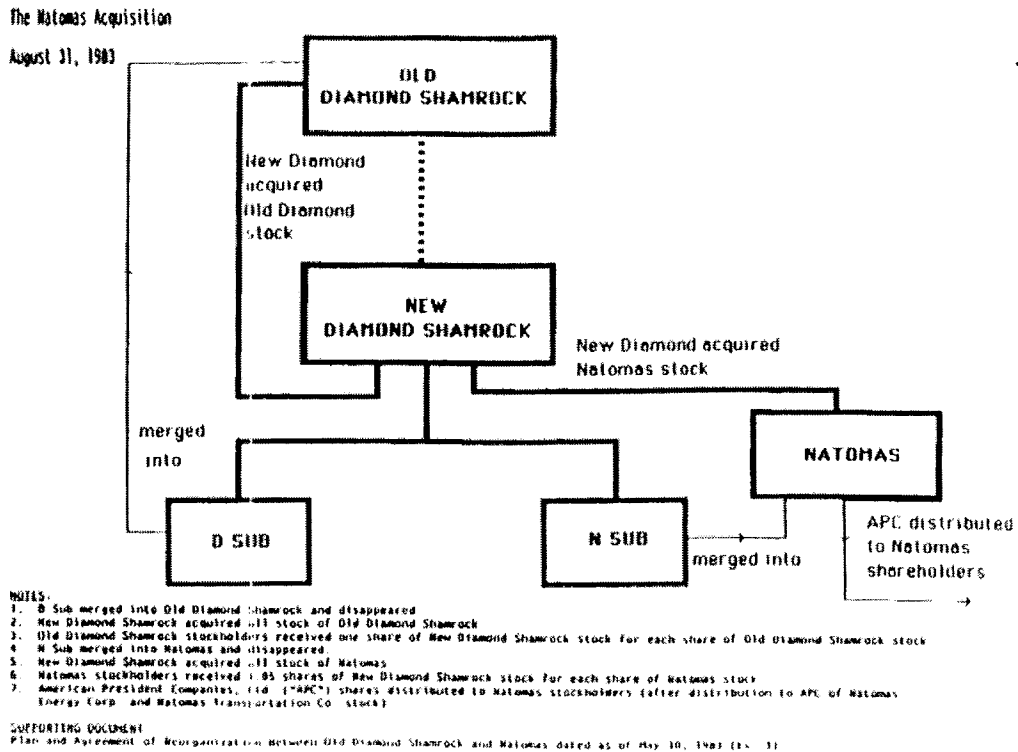 The Natomas Acquisition
August 31, 1983
OLD
DIAMOND SHAMROCK
New Diamond
acquired
Old Diamond
stock
NEW
DIAMOND SHAMROCK
New Diamond acquired
Natomas stock
merged
into
NATOMAS
D SUB
N SUB
merged into
APC distributed
to Natomas
shareholders
NOTES:
1. D Sub merged into Old Diamond Shamrock and disappeared
2. New Diamond Shamrock acquired all stock of Old Diamond Shamrock
3. Old Diamond Shamrock stockholders received one share of New Diamond Shamrock stock for each share of Old Diamond Shamrock stock
4 N Sub merged into Natomas and disappeared.
5. New Diamond Shamrock acquired all stock of Natomas
6 Natomas stockholders received 1.05 shares of New Diamond Shamrock stock for each share of Natomas stock
7. American President Companies, Ltd. ("APC") shares distributed to Natomas stockholders (after distribution to APC of Natomas
Energy Corp. and Natomas Transportation Co. stock)
SUPPORTING DOCUMENT
Plan and Agreement of Reorganization Between Old Diamond Shamrock and Natomas dated as of May 30, 1983 (Ex. 3)